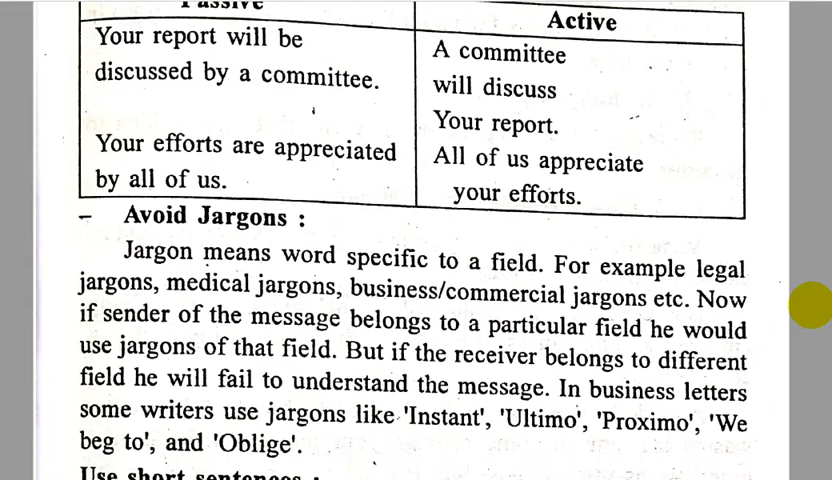 Passive
Active
Your report will be
discussed by a committee.
A committee
will discuss
Your report.
Your efforts are appreciated
by all of us.
All of us appreciate
your efforts.
– Avoid Jargons :
Jargon means word specific to a field. For example legal
jargons, medical jargons, business/commercial jargons etc. Now
if sender of the message belongs to a particular field he would
use jargons of that field. But if the receiver belongs to different
field he will fail to understand the message. In business letters
some writers use jargons like 'Instant', 'Ultimo', 'Proximo', 'We
beg to', and 'Oblige'.
Use short sentences :